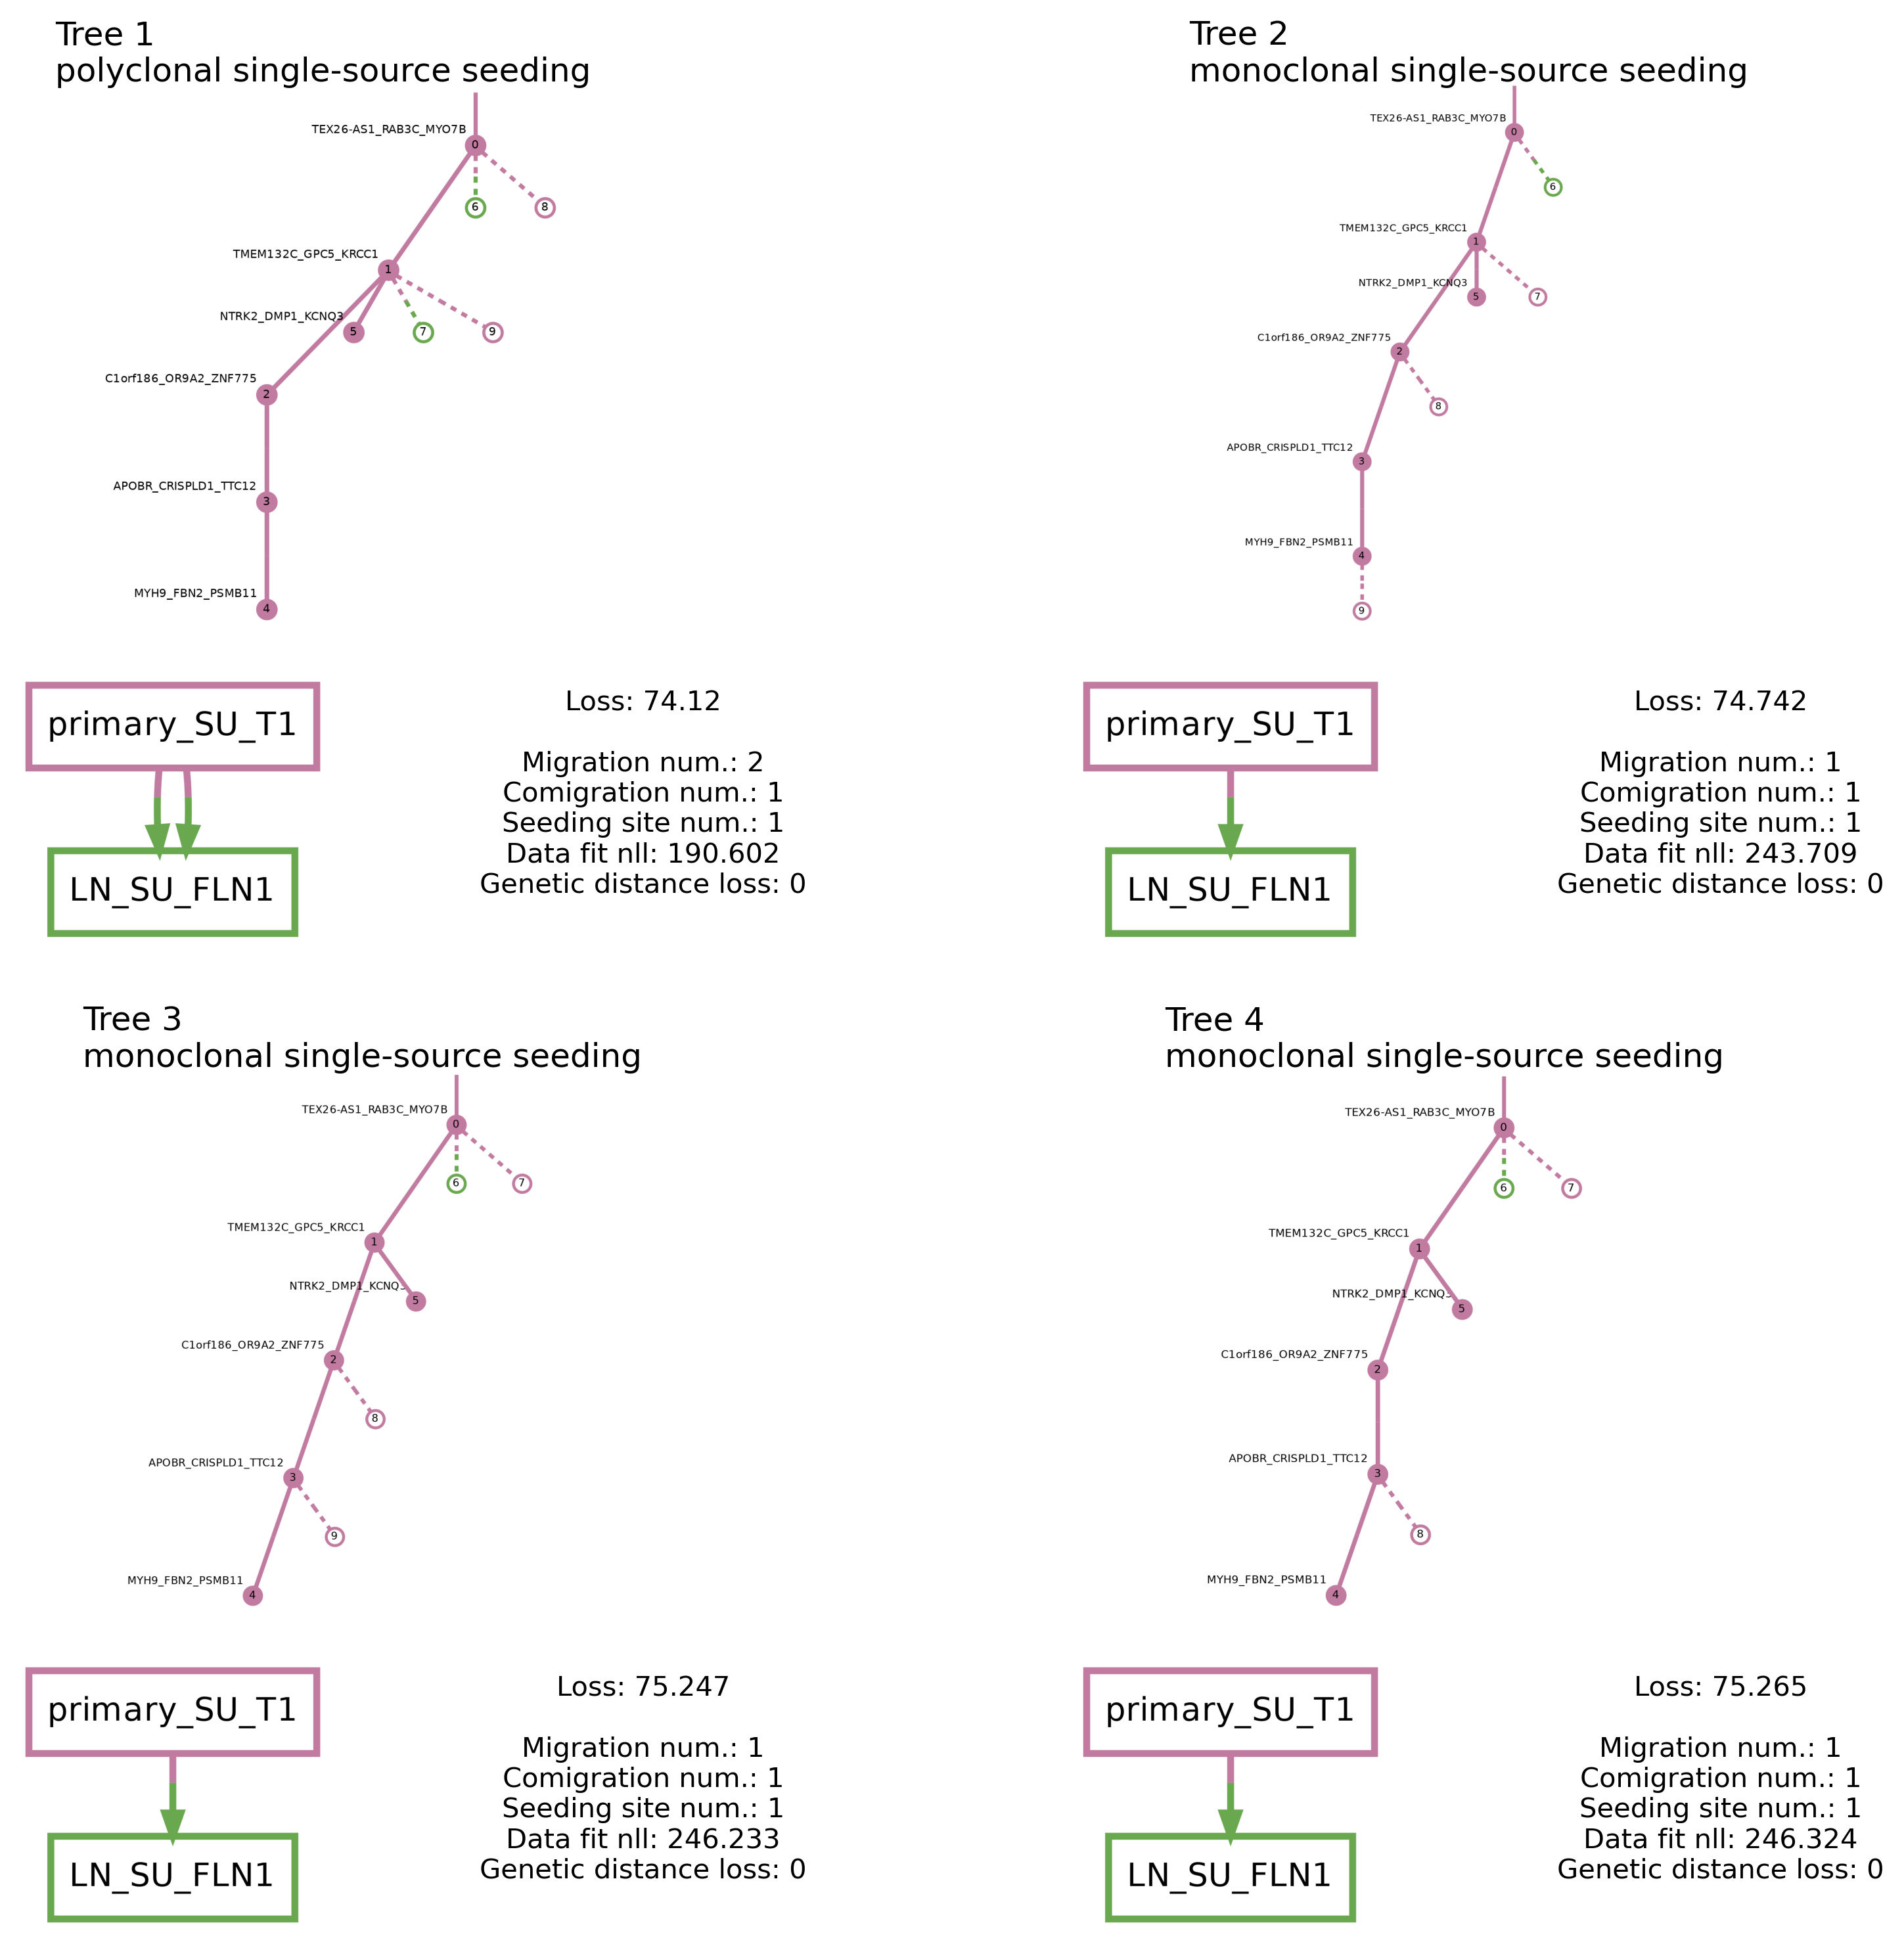 Tree 1
polyclonal single-source seeding
TEX26-AS1_RAB3C_MYO7B
0
6
8
TMEM132C_GPC5_KRCC1
1
NTRK2_DMP1_KCNQ3
5
7
9
C1orf186_OR9A2_ZNF775
2
APOBR_CRISPLD1_TTC12
3
MYH9_FBN2_PSMB11
4
primary_SU_T1
LN_SU_FLN1
Loss: 74.12
Migration num.: 2
Comigration num.: 1
Seeding site num.: 1
Data fit nll: 190.602
Genetic distance loss: 0
Tree 2
monoclonal single-source seeding
TEX26-AS1_RAB3C_MYO7B
0
6
TMEM132C_GPC5_KRCC1
1
NTRK2_DMP1_KCNQ3
5
7
C1orf186_OR9A2_ZNF775
2
8
APOBR_CRISPLD1_TTC12
3
MYH9_FBN2_PSMB11
4
9
primary_SU_T1
LN_SU_FLN1
Loss: 74.742
Migration num.: 1
Comigration num.: 1
Seeding site num.: 1
Data fit nll: 243.709
Genetic distance loss: 0
Tree 3
monoclonal single-source seeding
TEX26-AS1_RAB3C_MYO7B
0
6
7
TMEM132C_GPC5_KRCC1
1
NTRK2_DMP1_KCNQ3
5
C1orf186_OR9A2_ZNF775
2
8
APOBR_CRISPLD1_TTC12
3
9
MYH9_FBN2_PSMB11
4
primary_SU_T1
LN_SU_FLN1
Loss: 75.247
Migration num.: 1
Comigration num.: 1
Seeding site num.: 1
Data fit nll: 246.233
Genetic distance loss: 0
Tree 4
monoclonal single-source seeding
TEX26-AS1_RAB3C_MYO7B
0
6
7
TMEM132C_GPC5_KRCC1
1
NTRK2_DMP1_KCNQ3
5
C1orf186_OR9A2_ZNF775
2
APOBR_CRISPLD1_TTC12
3
8
MYH9_FBN2_PSMB11
4
primary_SU_T1
LN_SU_FLN1
Loss: 75.265
Migration num.: 1
Comigration num.: 1
Seeding site num.: 1
Data fit nll: 246.324
Genetic distance loss: 0